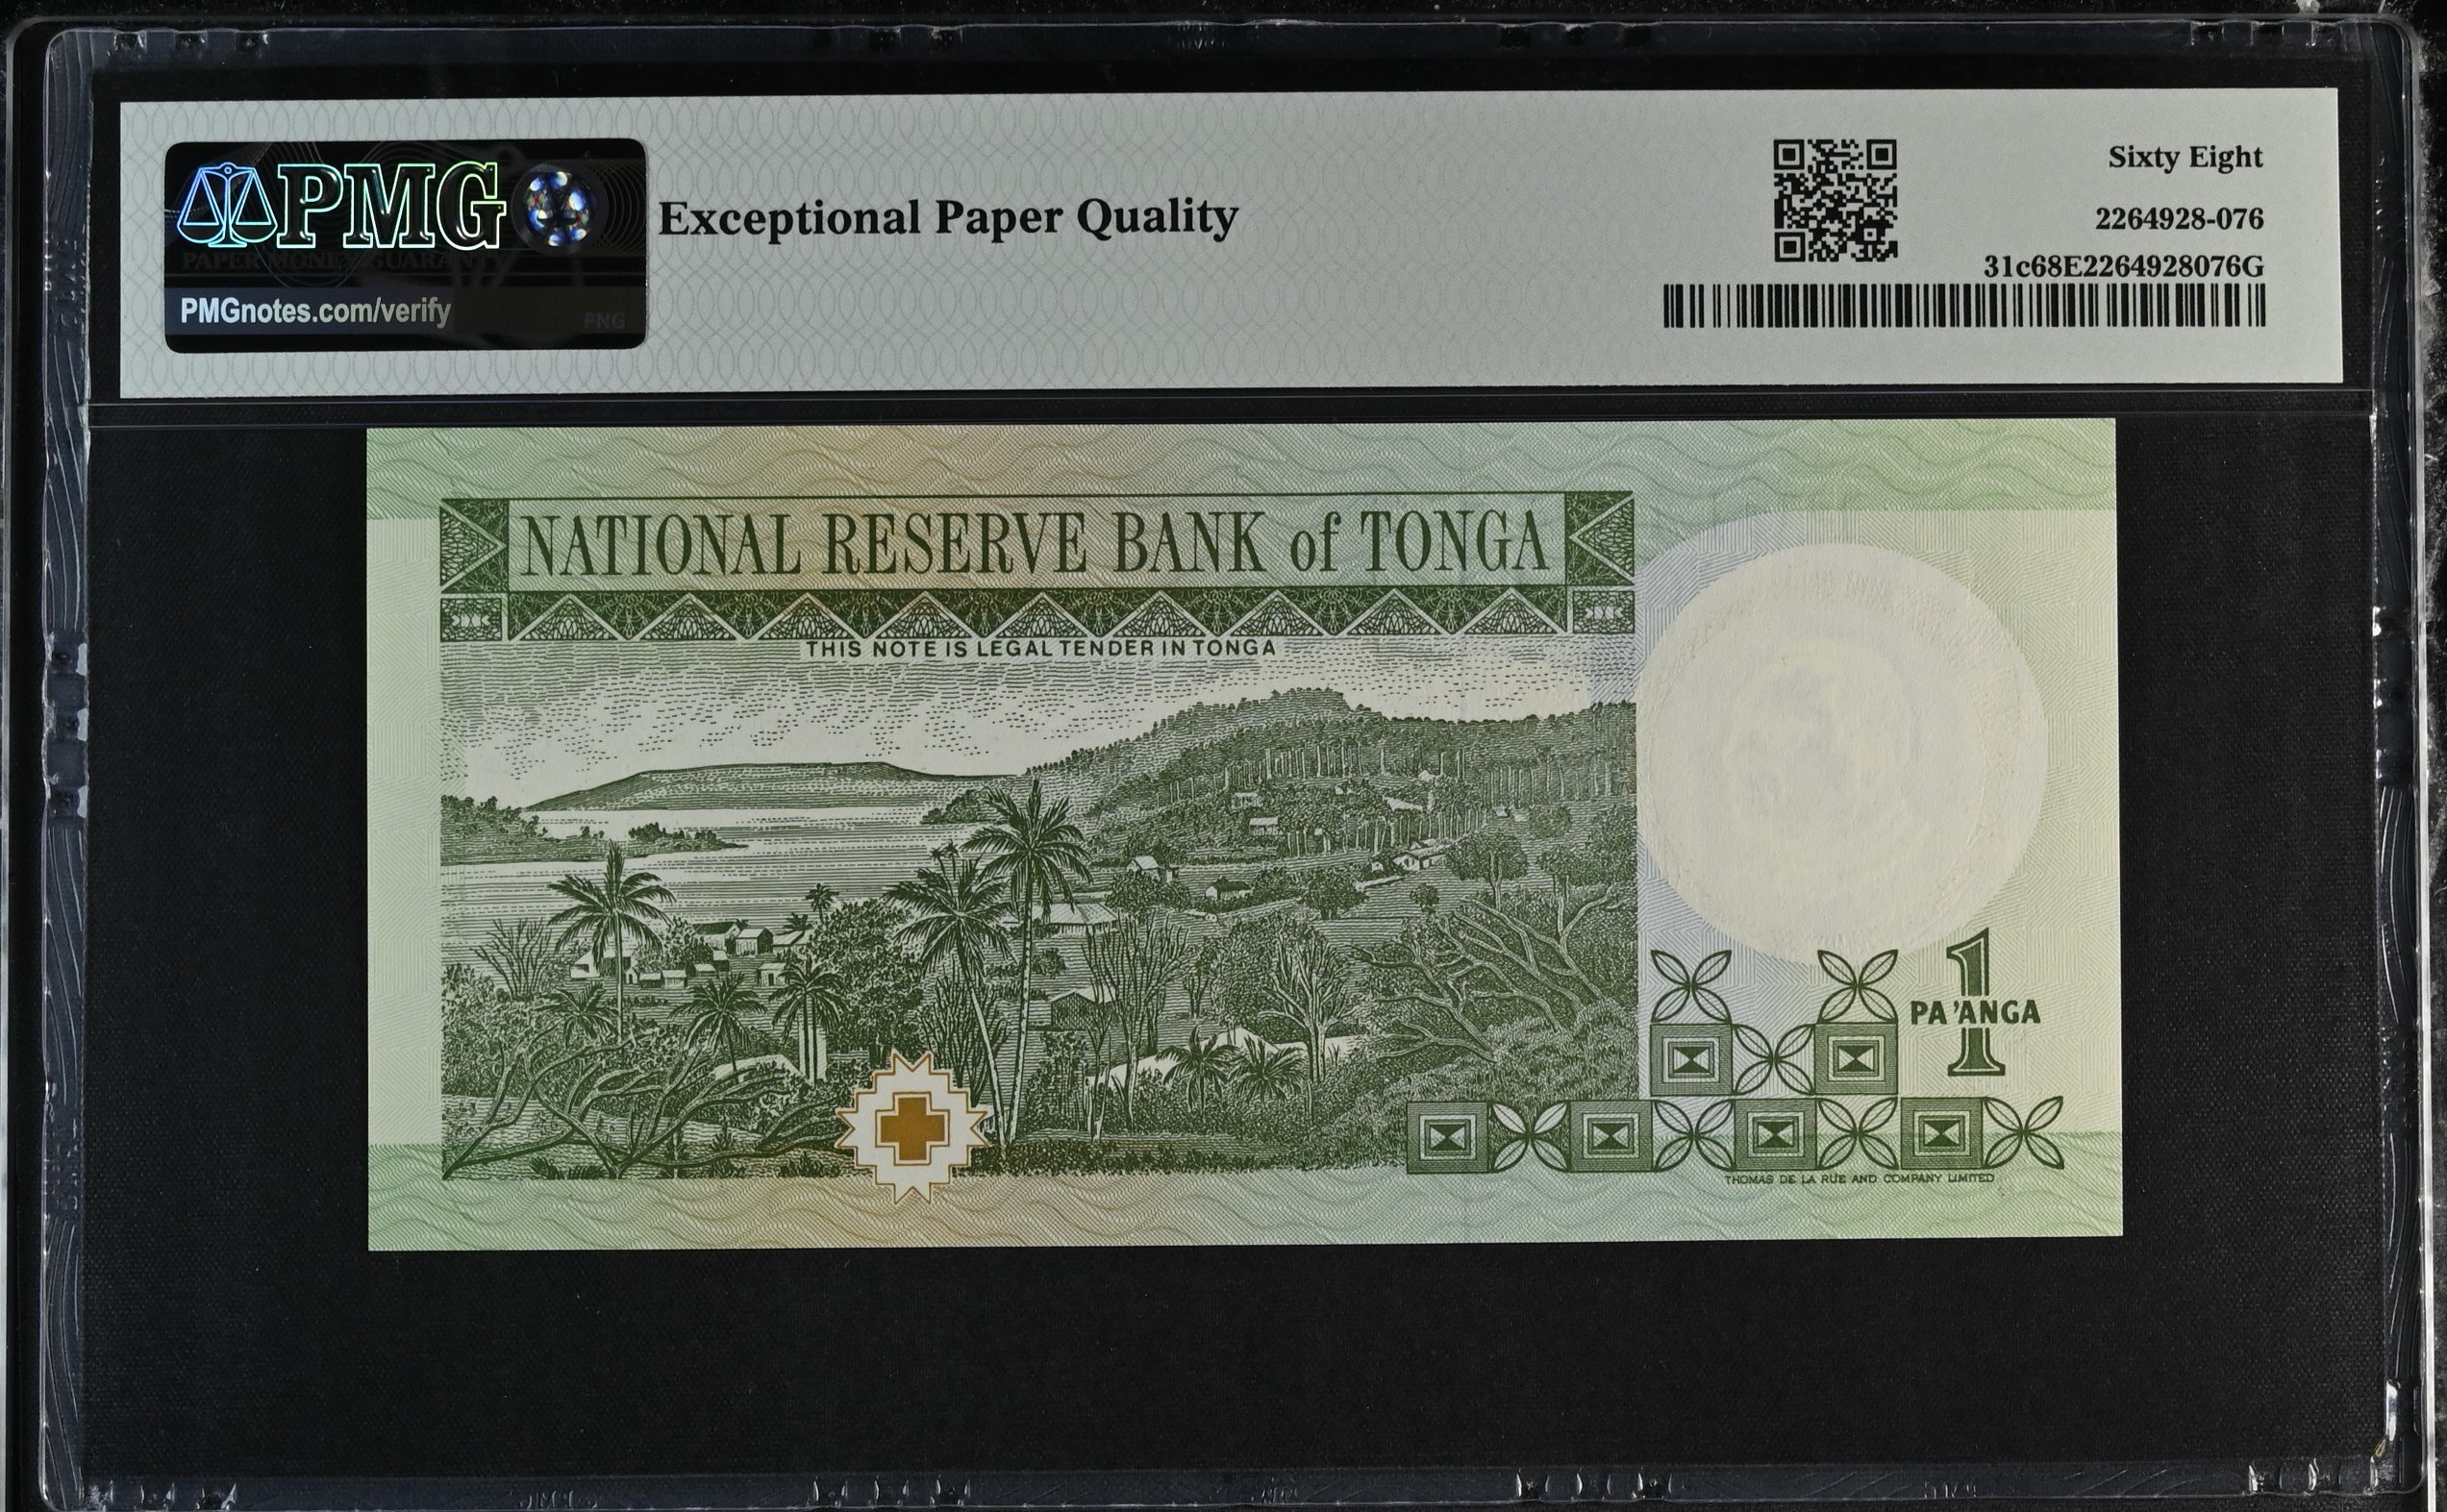 PMG
PAPER MONEY GUARANTY
PMGnotes.com/verify
PNG
Exceptional Paper Quality
Sixty Eight
2264928-076
31c68E2264928076G
NATIONAL RESERVE BANK of TONGA
THIS NOTE IS LEGAL TENDER IN TONGA
1
PA'ANGA
THOMAS DE LA RUE AND COMPANY LIMITED